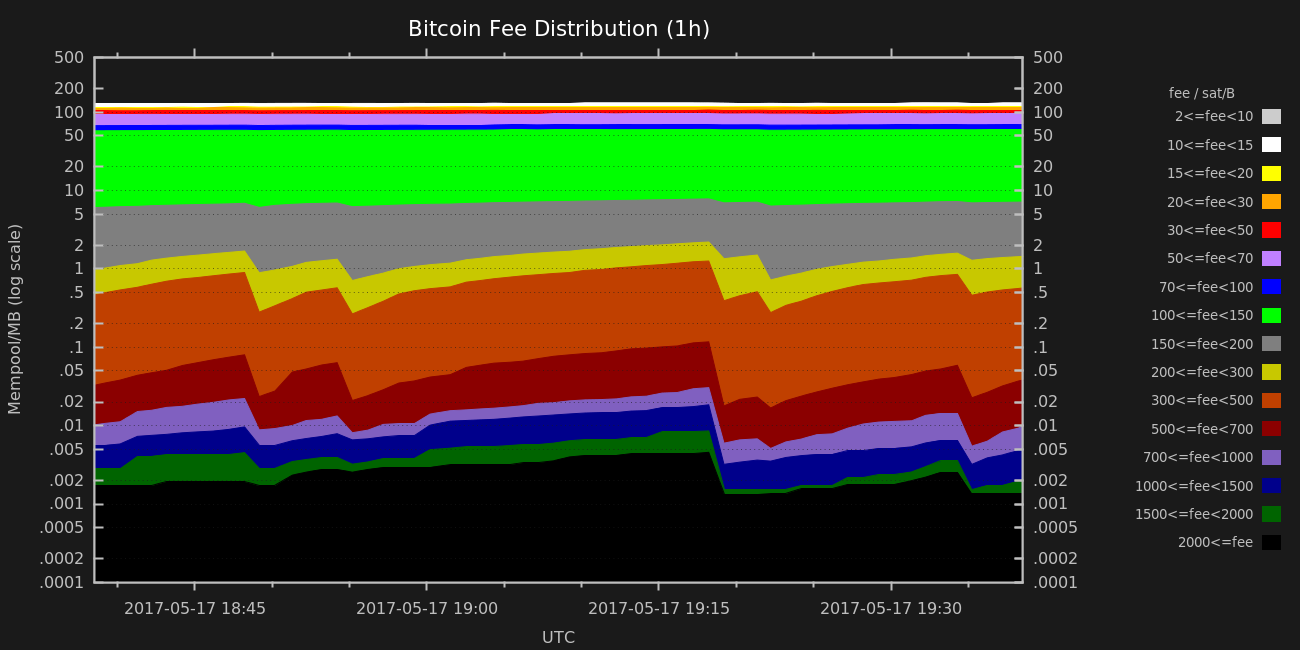 Bitcoin Fee Distribution (1h)
500
200
100
50
20
10
5
2
1
.5
.2
.1
.05
.02
.01
.005
.002
.001
.0005
.0002
.0001
Mempool/MB (log scale)
500
200
100
50
20
10
5
2
1
.5
.2
.1
.05
.02
.01
.005
.002
.001
.0005
.0002
.0001
2017-05-17 18:45
2017-05-17 19:00
2017-05-17 19:15
2017-05-17 19:30
UTC
fee / sat/B
2<=fee<10
10<=fee<15
15<=fee<20
20<=fee<30
30<=fee<50
50<=fee<70
70<=fee<100
100<=fee<150
150<=fee<200
200<=fee<300
300<=fee<500
500<=fee<700
700<=fee<1000
1000<=fee<1500
1500<=fee<2000
2000<=fee